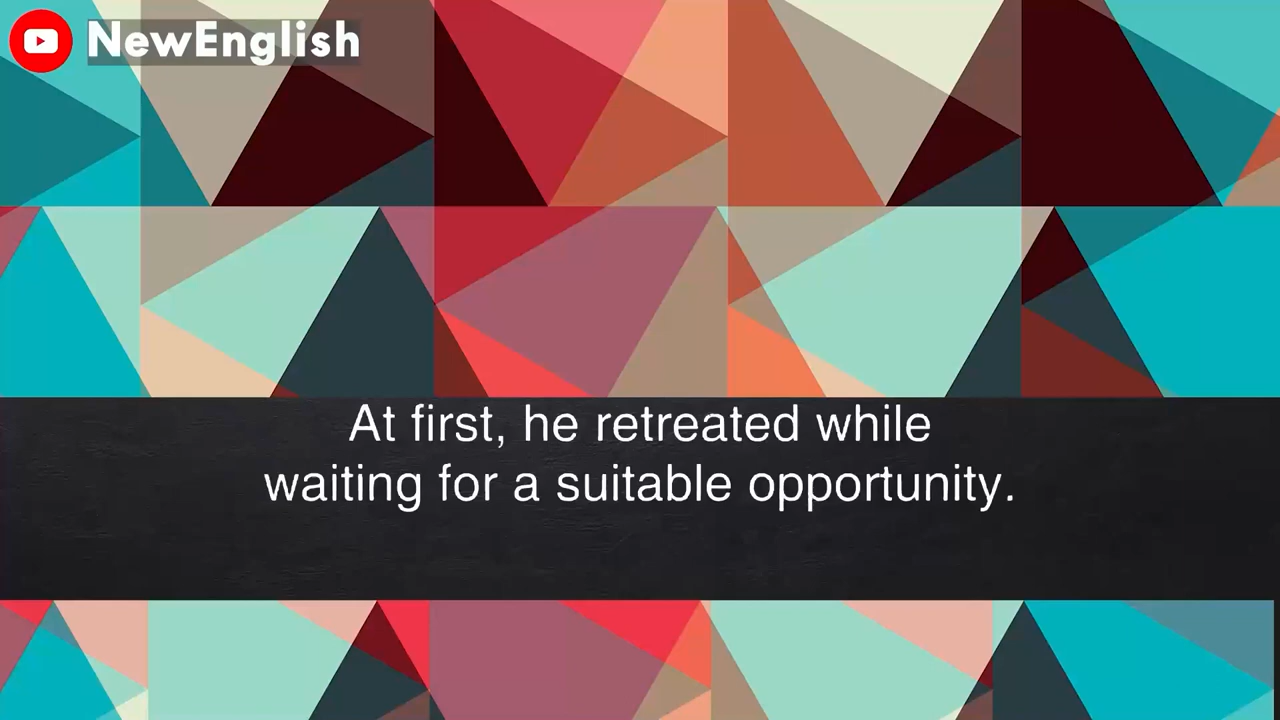 NewEnglish
At first, he retreated while
waiting for a suitable opportunity.